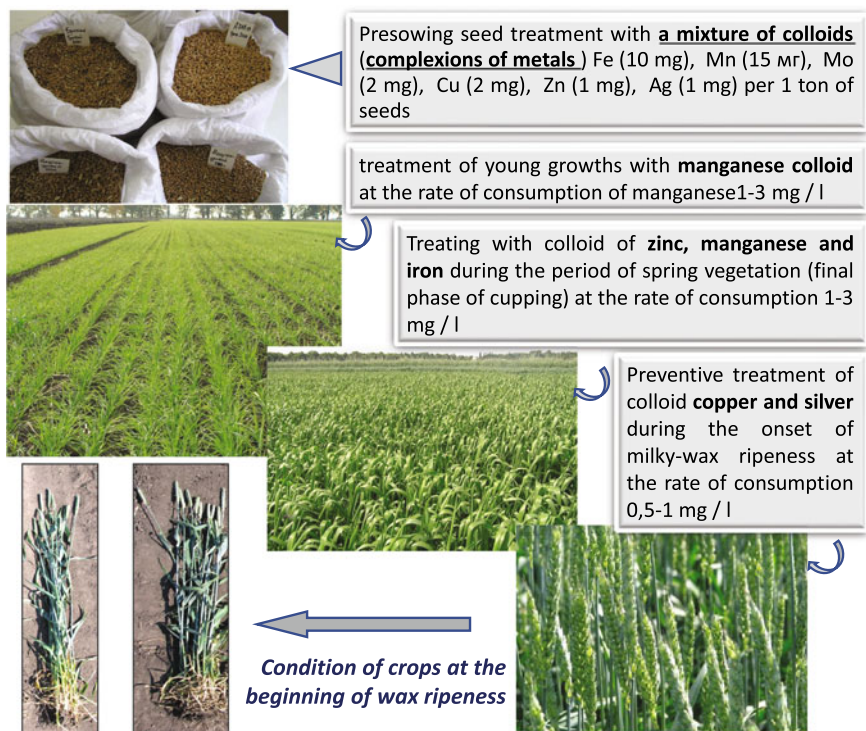 Presowing seed treatment with a mixture of colloids
(complexions of metals ) Fe (10 mg), Mn (15 мг), Mo
(2 mg), Cu (2 mg), Zn (1 mg), Ag (1 mg) per 1 ton of
seeds
treatment of young growths with manganese colloid
at the rate of consumption of manganese1-3 mg / l
Treating with colloid of zinc, manganese and
iron during the period of spring vegetation (final
phase of cupping) at the rate of consumption 1-3
mg / l
Preventive treatment of
colloid copper and silver
during the onset of
milky-wax ripeness at
the rate of consumption
0,5-1 mg / l
Condition of crops at the
beginning of wax ripeness